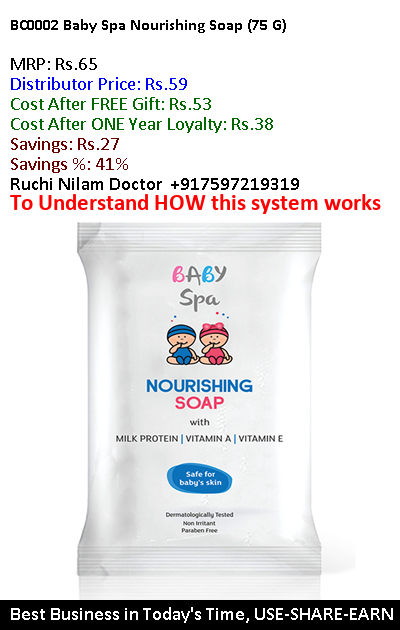 BC0002 Baby Spa Nourishing Soap (75 G)
MRP: Rs.65
Distributor Price: Rs.59
Cost After FREE Gift: Rs.53
Cost After ONE Year Loyalty: Rs.38
Savings: Rs.27
Savings %: 41%
Ruchi Nilam Doctor +917597219319
To Understand HOW this system works
BABY
Spa
NOURISHING
SOAP
with
MILK PROTEIN | VITAMIN A | VITAMIN E
Safe for
baby's skin
Dermatologically Tested
Non Irritant
Paraben Free
Best Business in Today's Time, USE-SHARE-EARN